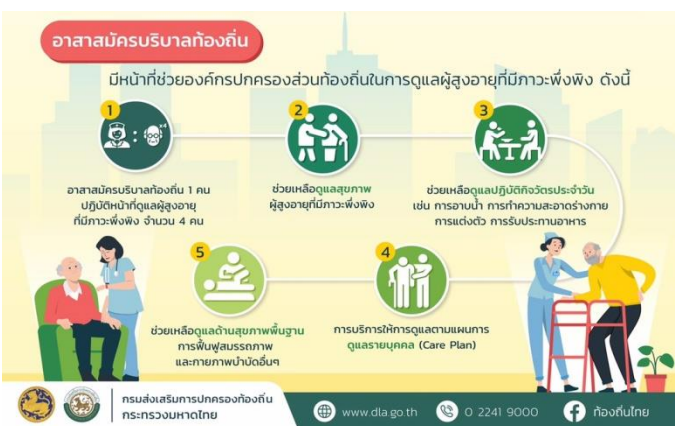 อาสาสมัครบริบาลท้องถิ่น
มีหน้าที่ช่วยองค์กรปกครองส่วนท้องถิ่นในการดูแลผู้สูงอายุที่มีภาวะพึ่งพิง ดังนี้
1
x4
อาสาสมัครบริบาลท้องถิ่น 1 คน
ปฏิบัติหน้าที่ดูแลผู้สูงอายุ
ที่มีภาวะพึ่งพิง จำนวน 4 คน
2
ช่วยเหลือดูแลสุขภาพ
ผู้สูงอายุที่มีภาวะพึ่งพิง
3
ช่วยเหลือดูแลปฏิบัติกิจวัตรประจำวัน
เช่น การอาบน้ำ การทำความสะอาดร่างกาย
การแต่งตัว การรับประทานอาหาร
4
การบริการให้การดูแลตามแผนการ
ดูแลรายบุคคล (Care Plan)
5
ช่วยเหลือดูแลด้านสุขภาพพื้นฐาน
การฟื้นฟูสมรรถภาพ
และกายภาพบำบัดอื่นๆ
กรมส่งเสริมการปกครองท้องถิ่น
กระทรวงมหาดไทย
www.dla.go.th
0 2241 9000
ท้องถิ่นไทย